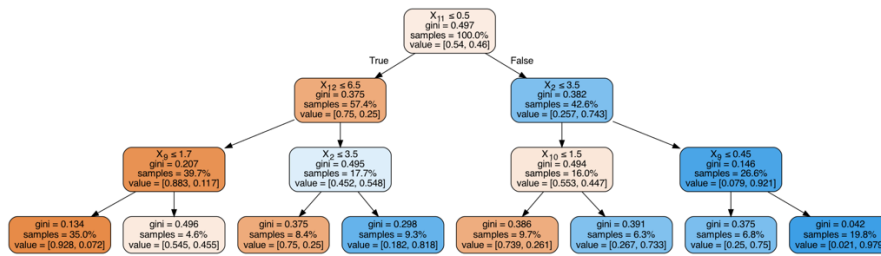 X11 ≤ 0.5
gini = 0.497
samples = 100.0%
value = [0.54, 0.46]
True
False
X12 ≤ 6.5
gini = 0.375
samples = 57.4%
value = [0.75, 0.25]
X2 ≤ 3.5
gini = 0.382
samples = 42.6%
value = [0.257, 0.743]
X9 ≤ 1.7
gini = 0.207
samples = 39.7%
value = [0.883, 0.117]
X2 ≤ 3.5
gini = 0.495
samples = 17.7%
value = [0.452, 0.548]
X10 ≤ 1.5
gini = 0.494
samples = 16.0%
value = [0.553, 0.447]
X9 ≤ 0.45
gini = 0.146
samples = 26.6%
value = [0.079, 0.921]
gini = 0.134
samples = 35.0%
value = [0.928, 0.072]
gini = 0.496
samples = 4.6%
value = [0.545, 0.455]
gini = 0.375
samples = 8.4%
value = [0.75, 0.25]
gini = 0.298
samples = 9.3%
value = [0.182, 0.818]
gini = 0.386
samples = 9.7%
value = [0.739, 0.261]
gini = 0.391
samples = 6.3%
value = [0.267, 0.733]
gini = 0.375
samples = 6.8%
value = [0.25, 0.75]
gini = 0.042
samples = 19.8%
value = [0.021, 0.979]